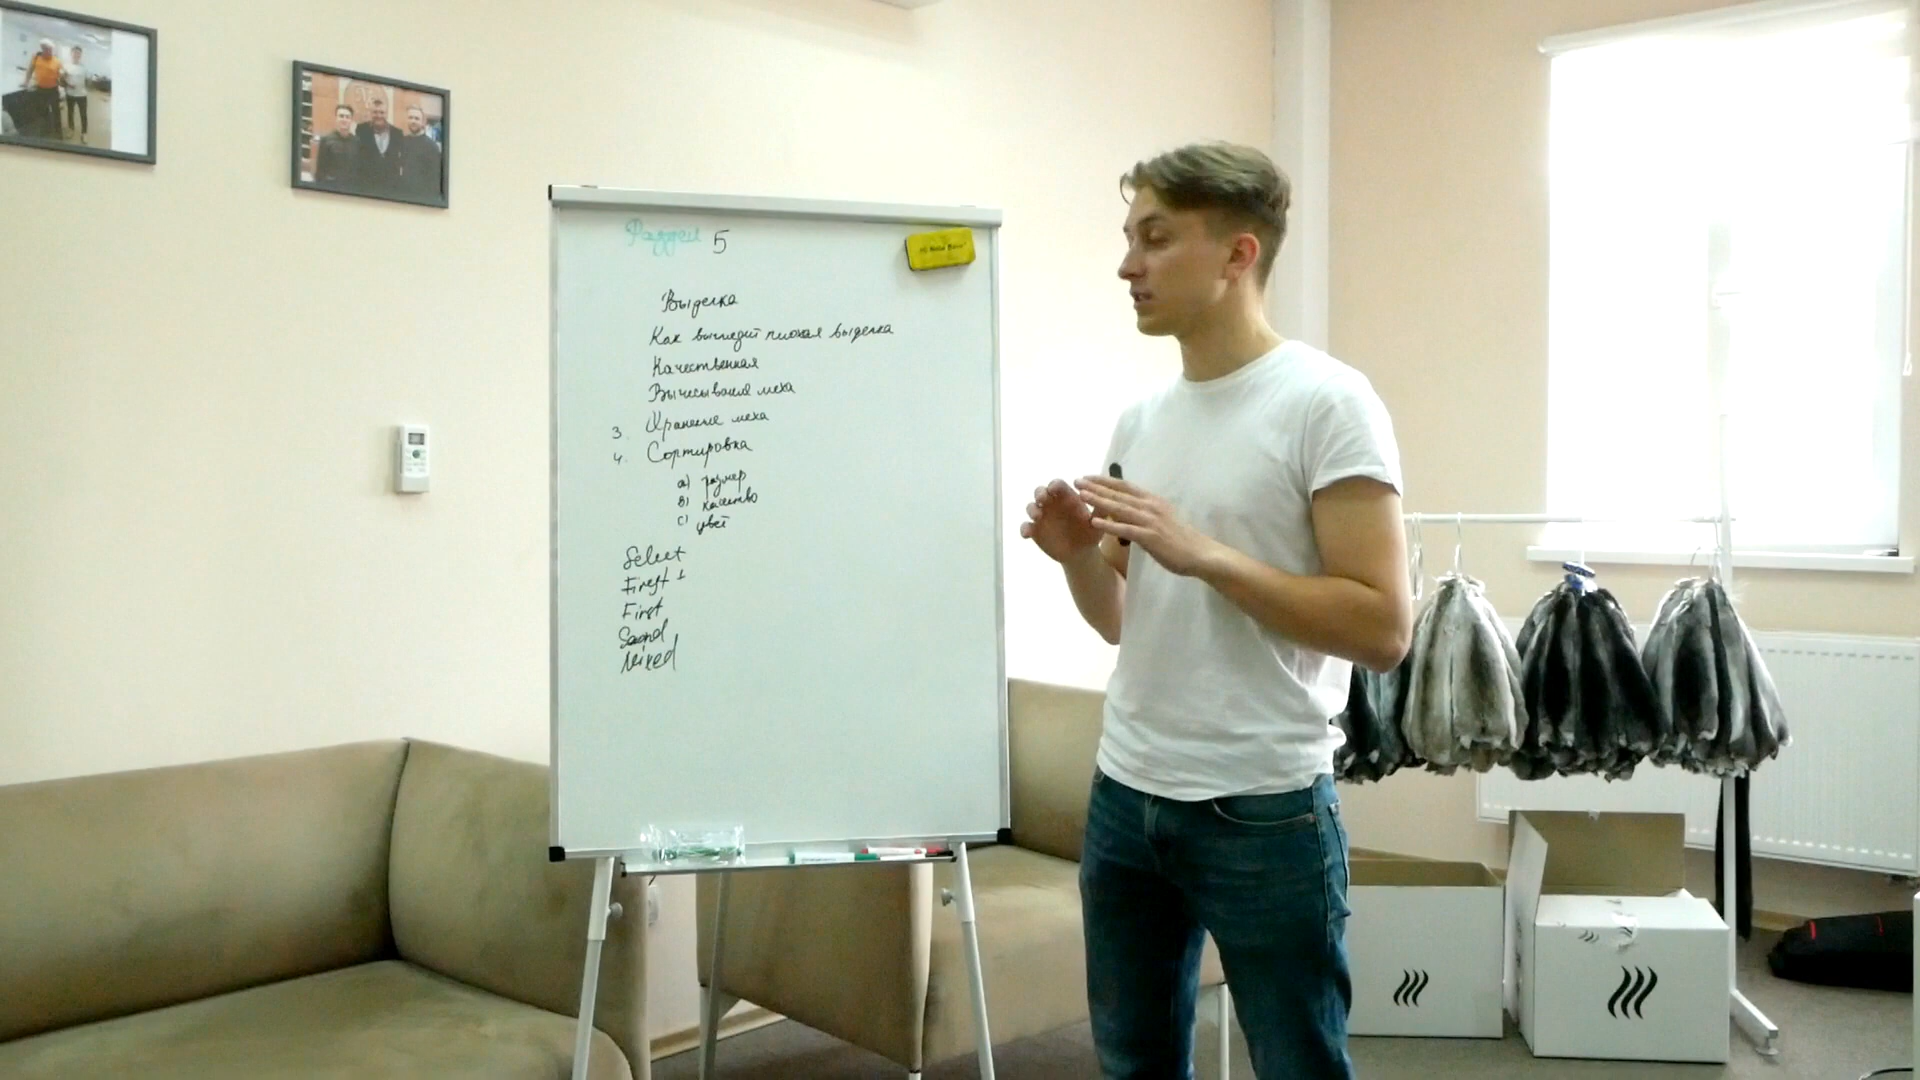 Раздел 5
Выделка
Как выглядит плохая выделка
Качественная
Вычесывание меха
3. Хранение меха
4. Сортировка
a) размер
в) качество
c) цвет
Select
First 1
First
Second
Mixed